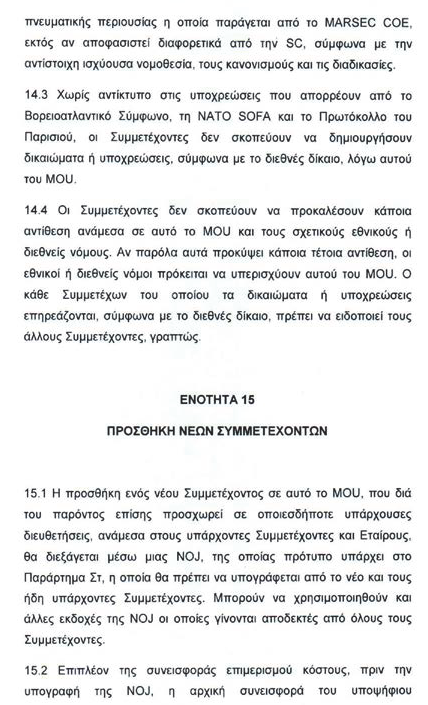 πνευματικής περιουσίας η οποία παράγεται από το MARSEC COE,
εκτός αν αποφασιστεί διαφορετικά από την SC, σύμφωνα με την
αντίστοιχη ισχύουσα νομοθεσία, τους κανονισμούς και τις διαδικασίες.
14.3 Χωρίς αντίκτυπο στις υποχρεώσεις που απορρέουν από το
Βορειοατλαντικό Σύμφωνο, τη NATO SOFA και το Πρωτόκολλο του
Παρισιού, οι Συμμετέχοντες δεν σκοπεύουν να δημιουργήσουν
δικαιώματα ή υποχρεώσεις, σύμφωνα με το διεθνές δίκαιο, λόγω αυτού
του MOU.
14.4 Οι Συμμετέχοντες δεν σκοπεύουν να προκαλέσουν κάποια
αντίθεση ανάμεσα σε αυτό το MOU και τους σχετικούς εθνικούς ή
διεθνείς νόμους. Αν παρόλα αυτά προκύψει κάποια τέτοια αντίθεση, οι
εθνικοί ή διεθνείς νόμοι πρόκειται να υπερισχύουν αυτού του MOU. Ο
κάθε Συμμετέχων του οποίου τα δικαιώματα ή υποχρεώσεις
επηρεάζονται, σύμφωνα με το διεθνές δίκαιο, πρέπει να ειδοποιεί τους
άλλους Συμμετέχοντες, γραπτώς.
ΕΝΟΤΗΤΑ 15
ΠΡΟΣΘΗΚΗ ΝΕΩΝ ΣΥΜΜΕΤΕΧΟΝΤΩΝ
15.1 Η προσθήκη ενός νέου Συμμετέχοντος σε αυτό το MOU, που διά
του παρόντος επίσης προσχωρεί σε οποιεσδήποτε υπάρχουσες
διευθετήσεις, ανάμεσα στους υπάρχοντες Συμμετέχοντες και Εταίρους,
θα διεξάγεται μέσω μιας NOJ, της οποίας πρότυπο υπάρχει στο
Παράρτημα Στ, η οποία θα πρέπει να υπογράφεται από το νέο και τους
ήδη υπάρχοντες Συμμετέχοντες. Μπορούν να χρησιμοποιηθούν και
άλλες εκδοχές της NOJ οι οποίες γίνονται αποδεκτές από όλους τους
Συμμετέχοντες.
15.2 Επιπλέον της συνεισφοράς επιμερισμού κόστους, πριν την
υπογραφή της NOJ, η αρχική συνεισφορά του υποψήφιου